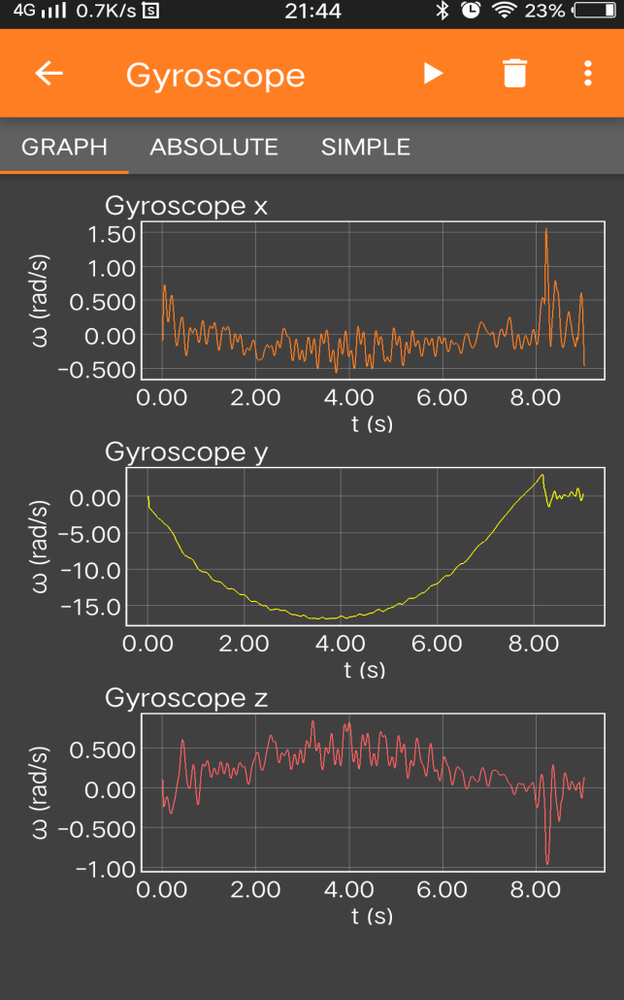 4G 0.7K/s S 21:44 23%
Gyroscope
GRAPH ABSOLUTE SIMPLE
Gyroscope x
ω (rad/s)
1.50
1.00
0.500
0.00
−0.500
0.00 2.00 4.00 6.00 8.00
t (s)
Gyroscope y
ω (rad/s)
0.00
−5.00
−10.0
−15.0
0.00 2.00 4.00 6.00 8.00
t (s)
Gyroscope z
ω (rad/s)
0.500
0.00
−0.500
−1.00
0.00 2.00 4.00 6.00 8.00
t (s)